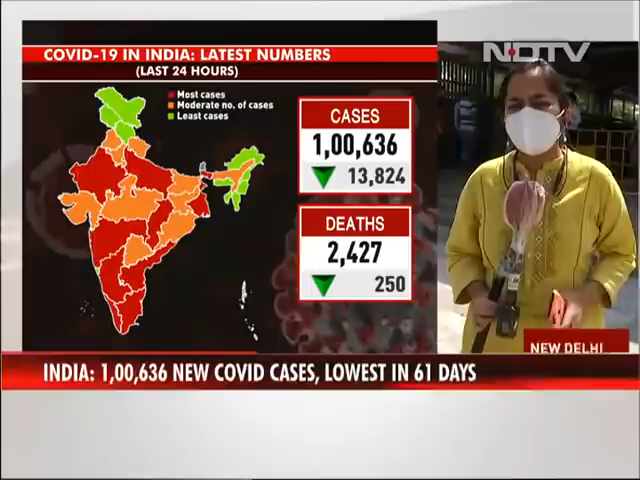 COVID-19 IN INDIA: LATEST NUMBERS
(LAST 24 HOURS)
NDTV
Most cases
Moderate no. of cases
Least cases
CASES
1,00,636
13,824
DEATHS
2,427
250
NEW DELHI
INDIA: 1,00,636 NEW COVID CASES, LOWEST IN 61 DAYS